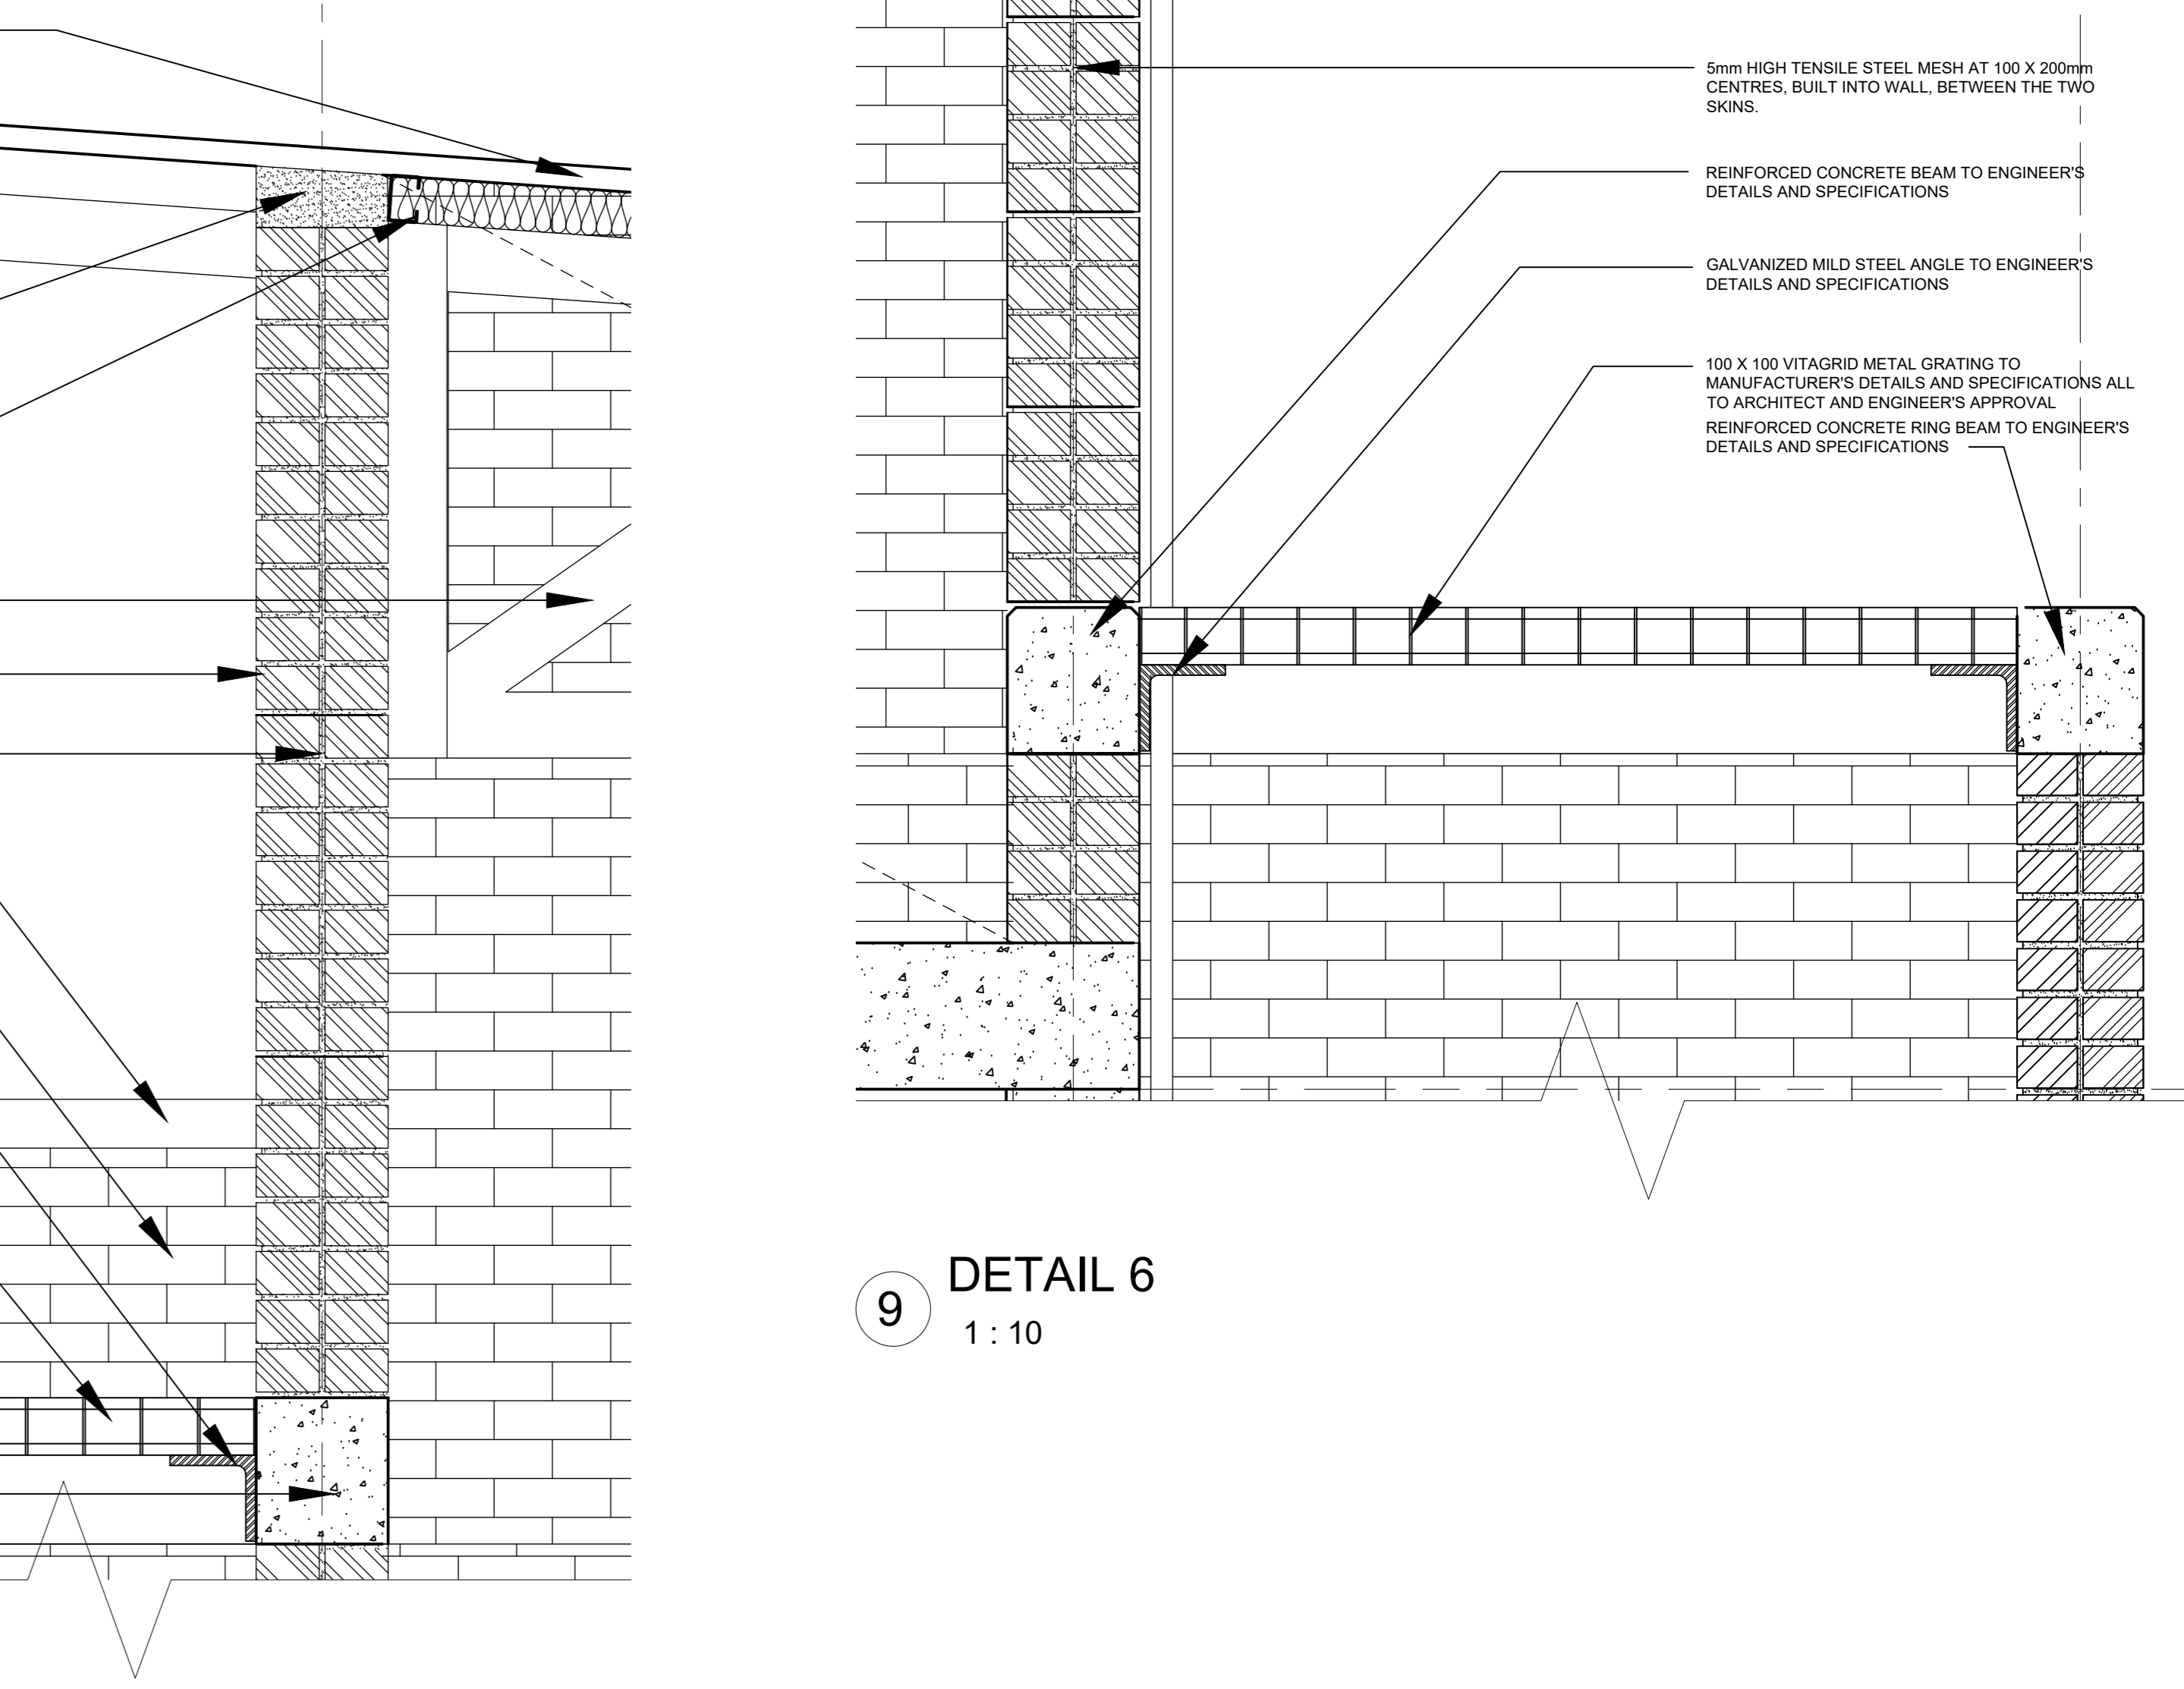 5mm HIGH TENSILE STEEL MESH AT 100 X 200mm
CENTRES, BUILT INTO WALL, BETWEEN THE TWO
SKINS.
REINFORCED CONCRETE BEAM TO ENGINEER'S
DETAILS AND SPECIFICATIONS
GALVANIZED MILD STEEL ANGLE TO ENGINEER'S
DETAILS AND SPECIFICATIONS
100 X 100 VITAGRID METAL GRATING TO
MANUFACTURER'S DETAILS AND SPECIFICATIONS ALL
TO ARCHITECT AND ENGINEER'S APPROVAL
REINFORCED CONCRETE RING BEAM TO ENGINEER'S
DETAILS AND SPECIFICATIONS
9
DETAIL 6
1 : 10